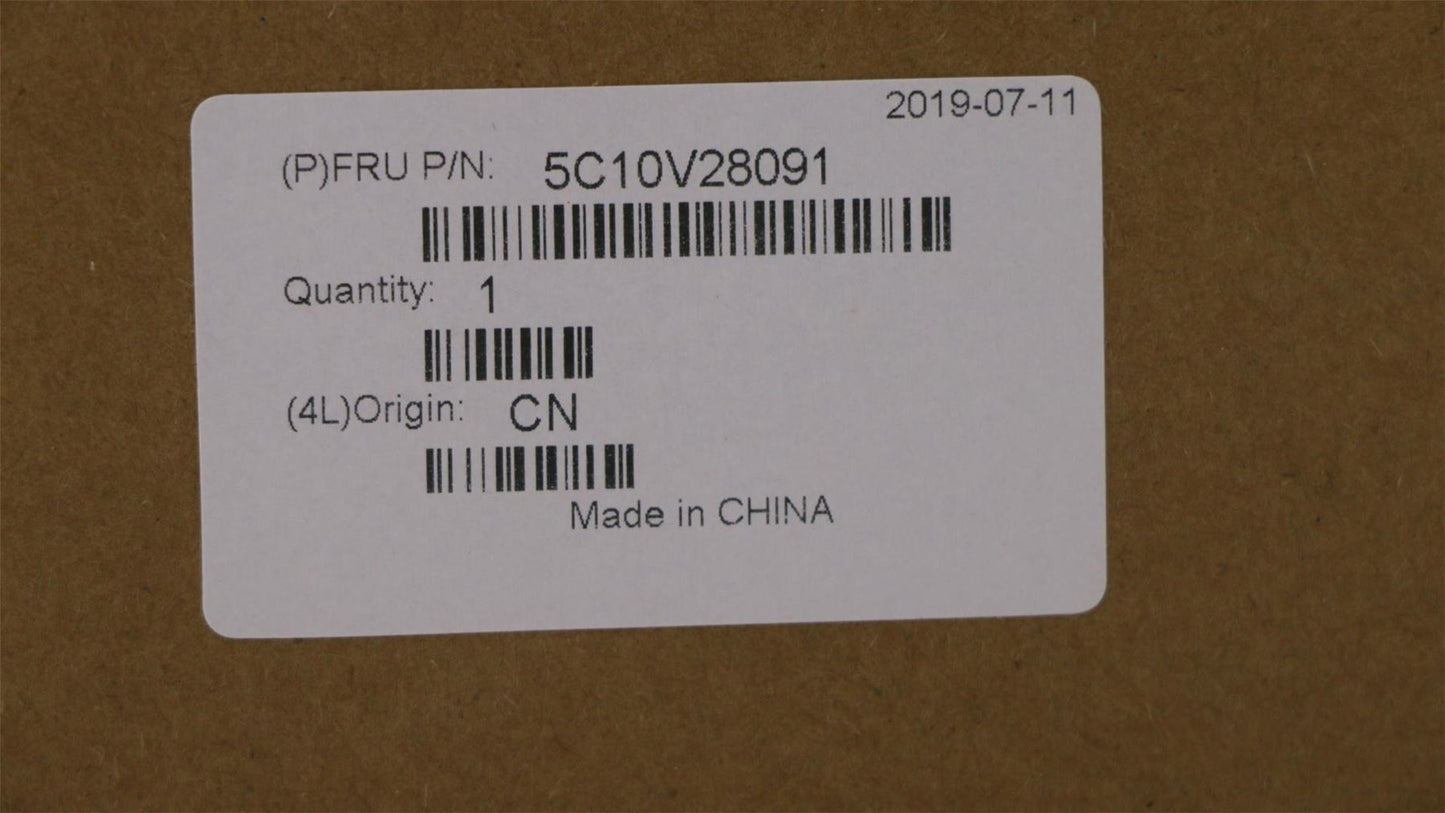 2019-07-11
(P)FRU P/N: 5C10V28091
Quantity: 1
(4L)Origin: CN
Made in CHINA